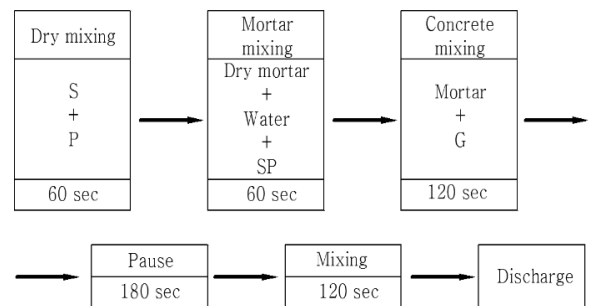 Dry mixing
S
+
P
60 sec
Mortar
mixing
Dry mortar
+
Water
+
SP
60 sec
Concrete
mixing
Mortar
+
G
120 sec
Pause
180 sec
Mixing
120 sec
Discharge